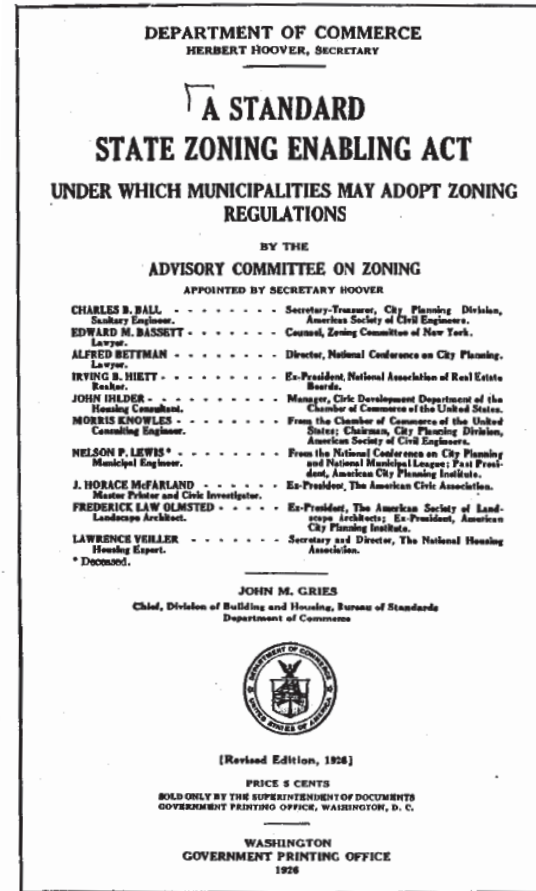 DEPARTMENT OF COMMERCE
HERBERT HOOVER, SECRETARY
A STANDARD
STATE ZONING ENABLING ACT
UNDER WHICH MUNICIPALITIES MAY ADOPT ZONING
REGULATIONS
BY THE
ADVISORY COMMITTEE ON ZONING
APPOINTED BY SECRETARY HOOVER
CHARLES B. BALL - - - - - - - - Secretary-Treasurer, City Planning Division,
Sanitary Engineer. American Society of Civil Engineers.
EDWARD M. BASSETT - - - - - - - Counsel, Zoning Committee of New York.
Lawyer.
ALFRED BETTMAN - - - - - - - - Director, National Conference on City Planning.
Lawyer.
IRVING B. HIETT - - - - - - - - - Ex-President, National Association of Real Estate
Realtor. Boards.
JOHN IHLDER - - - - - - - - - - Manager, Civic Development Department of the
Housing Consultant. Chamber of Commerce of the United States.
MORRIS KNOWLES - - - - - - - - From the Chamber of Commerce of the United
Consulting Engineer. States; Chairman, City Planning Division,
American Society of Civil Engineers.
NELSON P. LEWIS* - - - - - - - - From the National Conference on City Planning
Municipal Engineer. and National Municipal League; Past Presi-
dent, American City Planning Institute.
J. HORACE McFARLAND - - - - - - Ex-President, The American Civic Association.
Master Printer and Civic Investigator.
FREDERICK LAW OLMSTED - - - - - Ex-President, The American Society of Land-
Landscape Architect. scape Architects; Ex-President, American
City Planning Institute.
LAWRENCE VEILLER - - - - - - - Secretary and Director, The National Housing
Housing Expert. Association.
* Deceased.
JOHN M. GRIES
Chief, Division of Building and Housing, Bureau of Standards
Department of Commerce
DEPARTMENT OF COMMERCE
UNITED STATES OF AMERICA
[Revised Edition, 1926]
PRICE 5 CENTS
SOLD ONLY BY THE SUPERINTENDENT OF DOCUMENTS
GOVERNMENT PRINTING OFFICE, WASHINGTON, D. C.
WASHINGTON
GOVERNMENT PRINTING OFFICE
1926